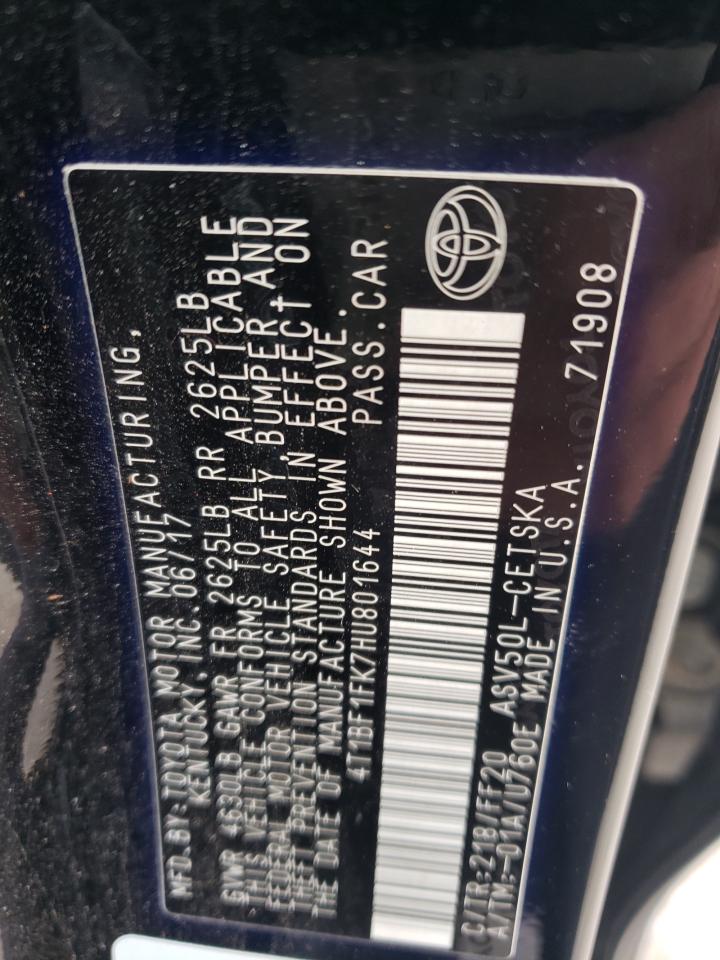 MFD.BY: TOYOTA MOTOR MANUFACTURING,
KENTUCKY, INC. 06/17
GVWR 4630LB GAWR FR 2625LB RR 2625LB
THIS VEHICLE CONFORMS TO ALL APPLICABLE
FEDERAL MOTOR VEHICLE SAFETY, BUMPER AND
THEFT PREVENTION STANDARDS IN EFFECT ON
THE DATE OF MANUFACTURE SHOWN ABOVE.
4T1BF1FK7HU801644 PASS.CAR
C/TR:218/FF20 ASV50L-CETSKA
A/TM:-01A/U760E MADE IN U.S.A. 71908